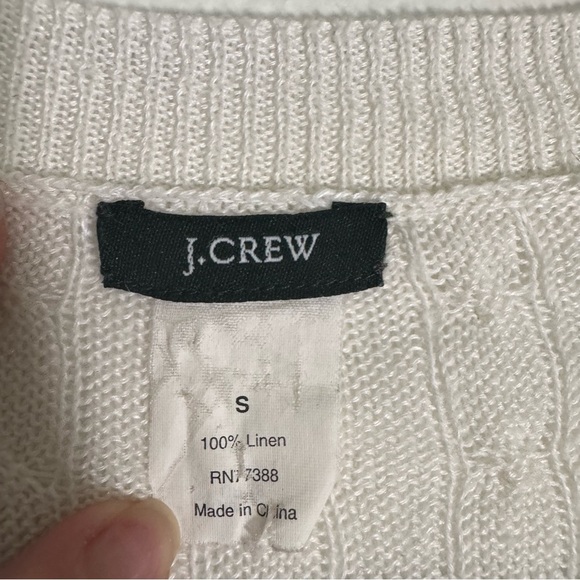 J.CREW
S
100% Linen
RN77388
Made in China